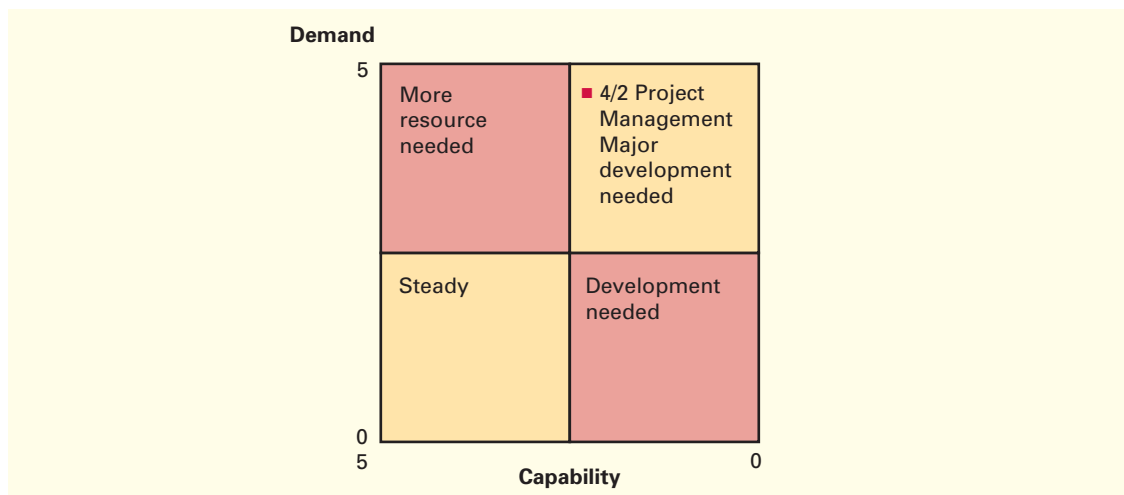 Demand
5
More
resource
needed
4/2 Project
Management
Major
development
needed
Steady
Development
needed
0
5
0
Capability